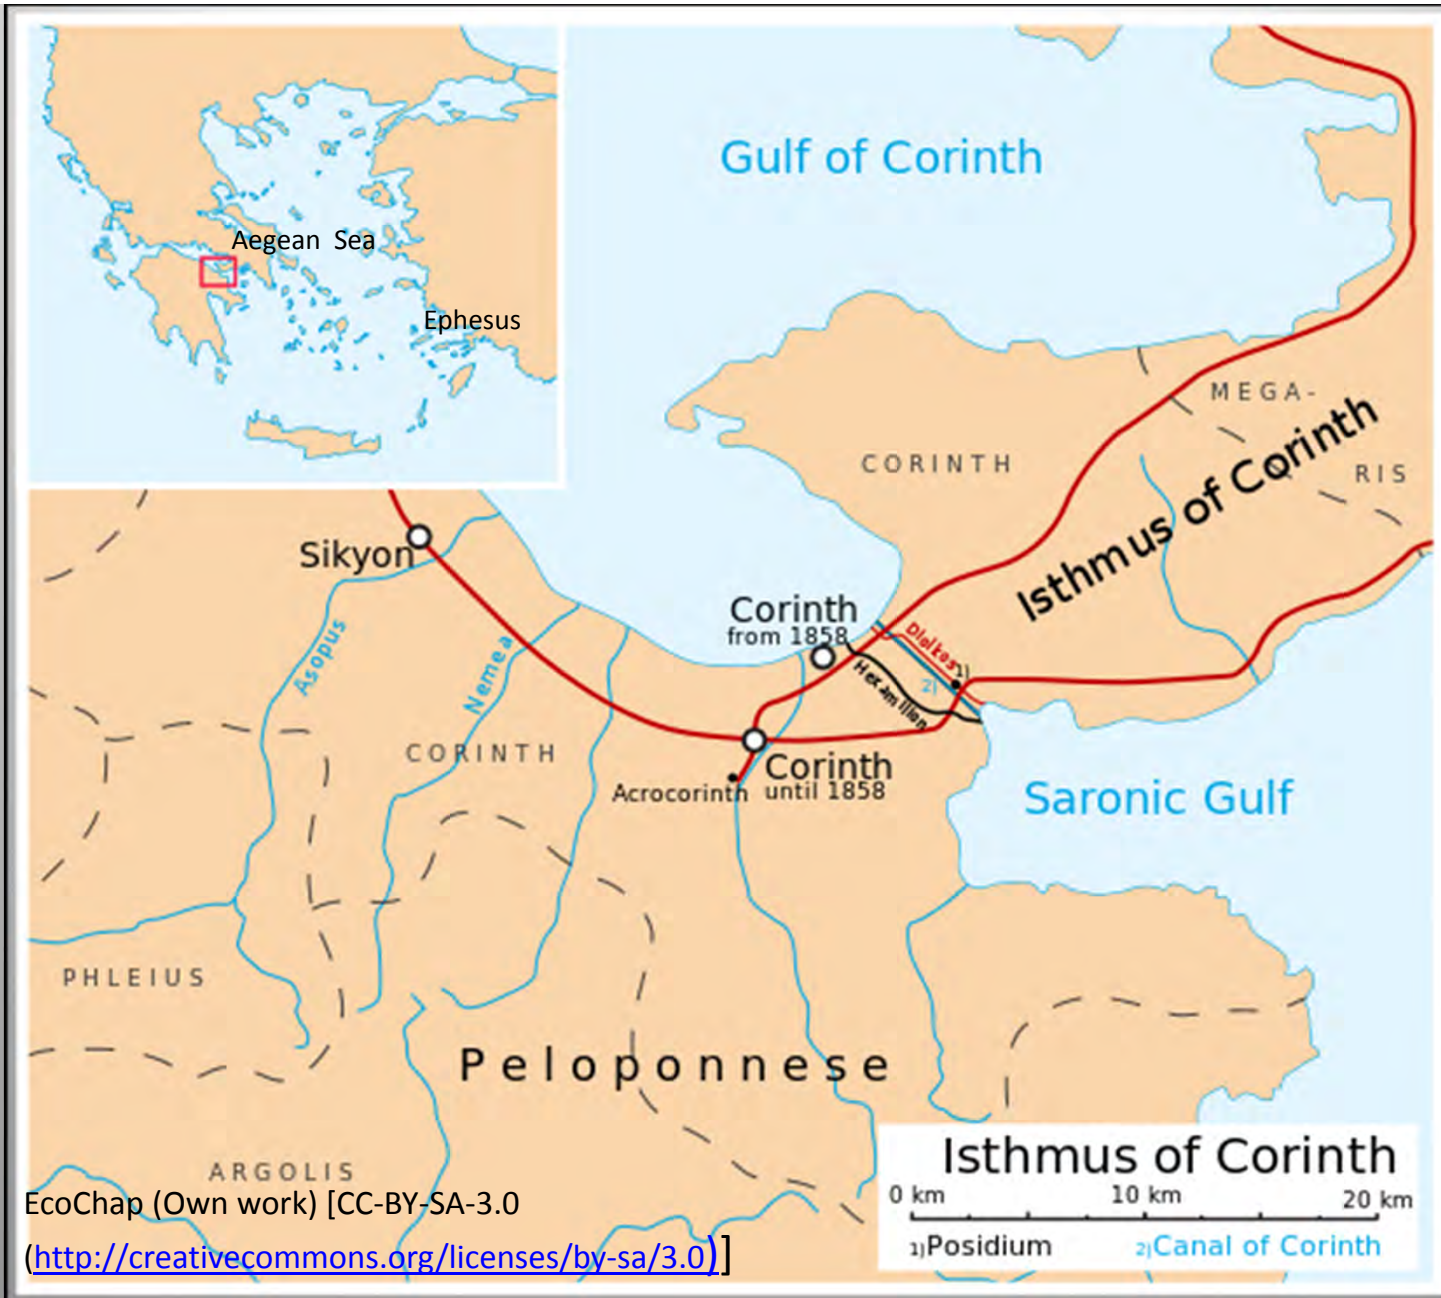 Aegean Sea
Ephesus
Gulf of Corinth
CORINTH
MEGA-
RIS
Isthmus of Corinth
Sikyon
Asopus
Nemea
Corinth
from 1858
Diolkos
1)
2)
Hexamilion
CORINTH
Corinth
until 1858
Acrocorinth
Saronic Gulf
PHLEIUS
Peloponnese
ARGOLIS
EcoChap (Own work) [CC-BY-SA-3.0
(http://creativecommons.org/licenses/by-sa/3.0)]
Isthmus of Corinth
0 km 10 km 20 km
1)Posidium 2)Canal of Corinth